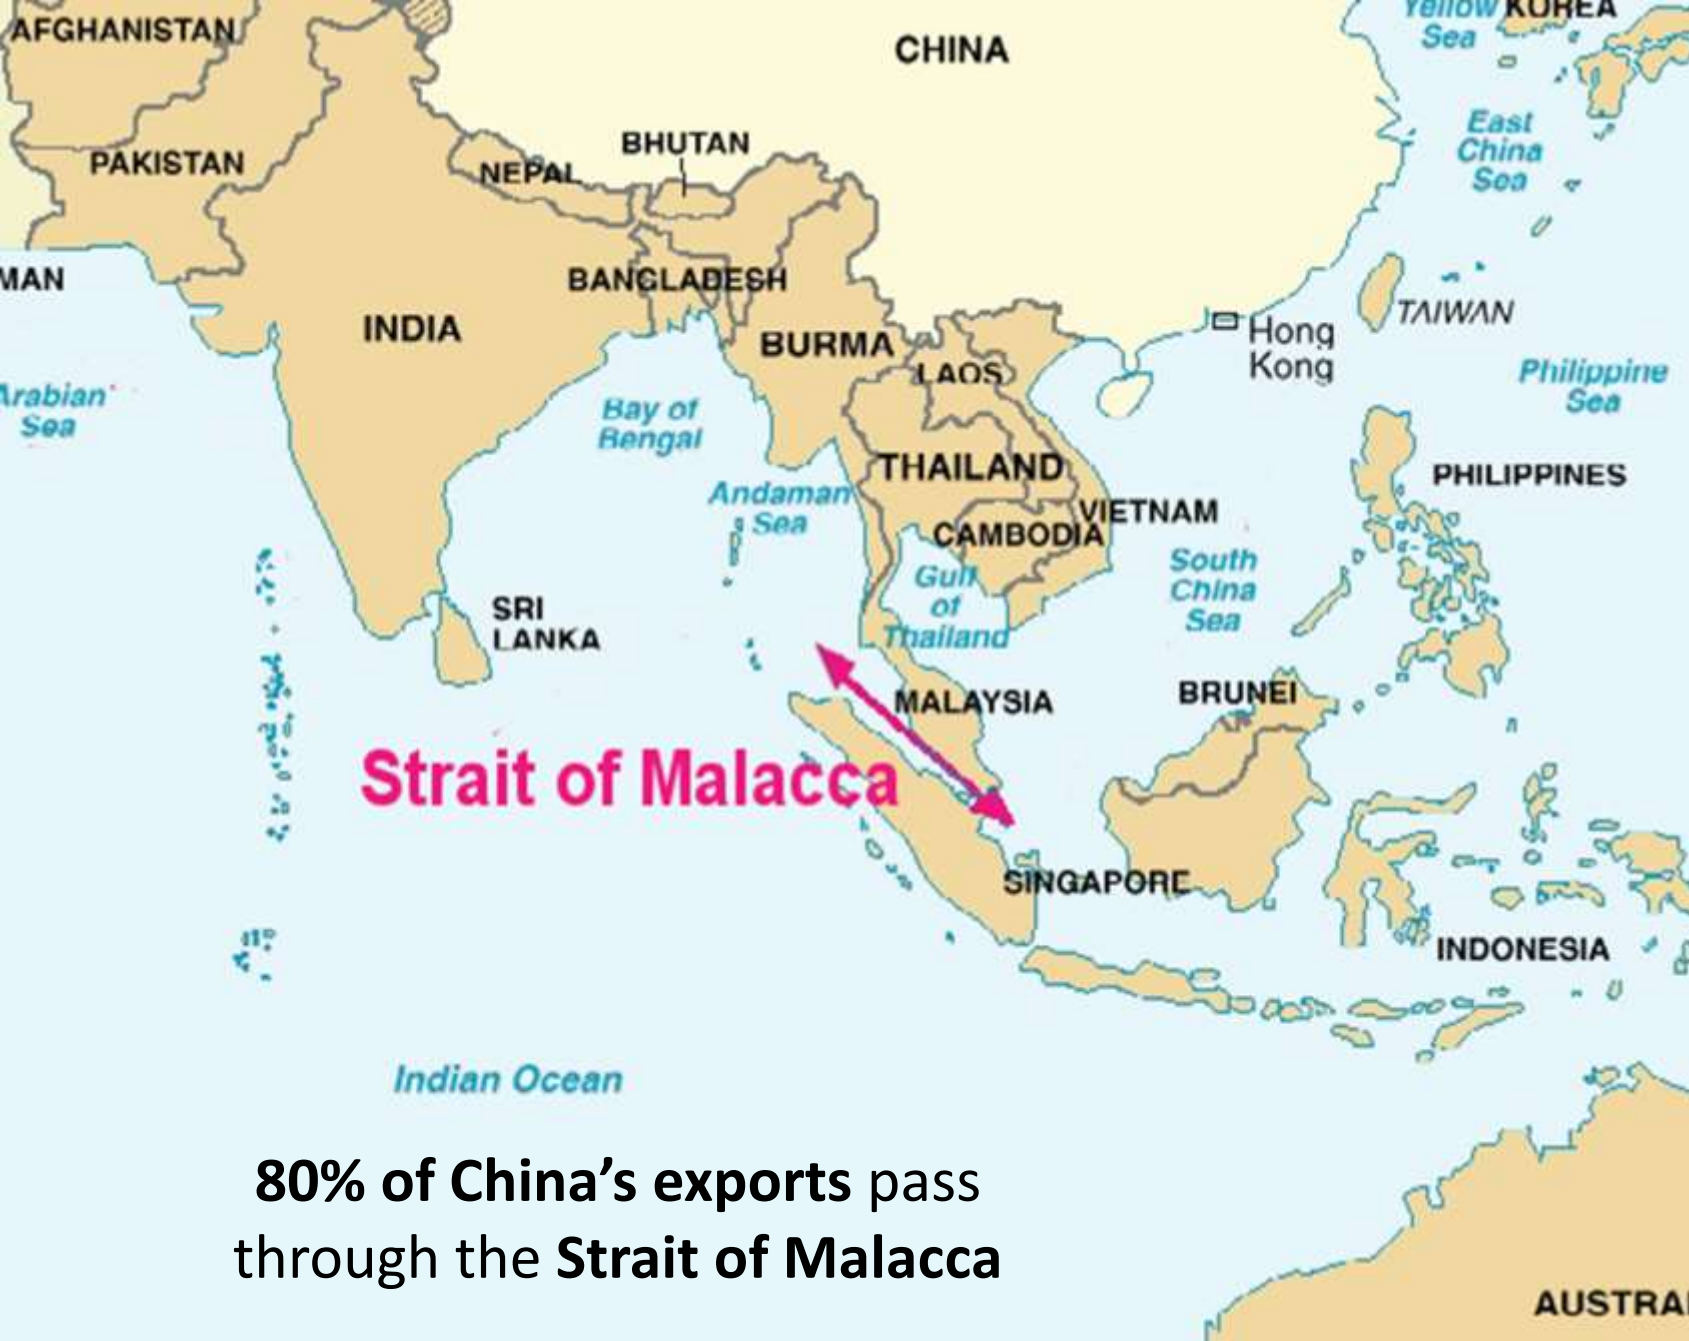 AFGHANISTAN
CHINA
Yellow
Sea
KOREA
East
China
Sea
PAKISTAN
NEPAL
BHUTAN
MAN
BANGLADESH
INDIA
BURMA
LAOS
Hong
Kong
TAIWAN
Philippine
Sea
Arabian
Sea
Bay of
Bengal
THAILAND
PHILIPPINES
Andaman
Sea
VIETNAM
CAMBODIA
Gulf
of
Thailand
South
China
Sea
SRI
LANKA
MALAYSIA
BRUNEI
Strait of Malacca
SINGAPORE
INDONESIA
Indian Ocean
80% of China’s exports pass
through the Strait of Malacca
AUSTRA